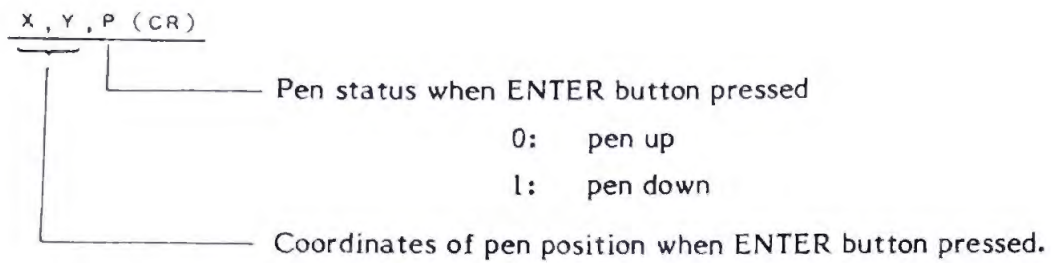 X , Y , P (CR)
Pen status when ENTER button pressed
0: pen up
1: pen down
Coordinates of pen position when ENTER button pressed.